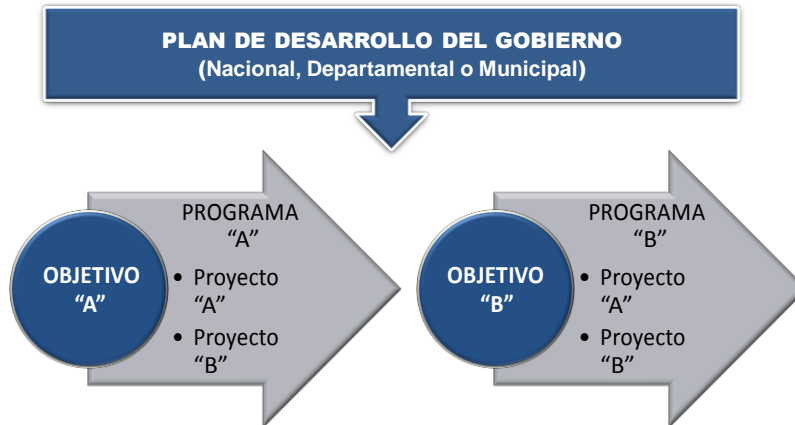 PLAN DE DESARROLLO DEL GOBIERNO
(Nacional, Departamental o Municipal)
OBJETIVO
“A”
PROGRAMA
“A”
• Proyecto
“A”
• Proyecto
“B”
OBJETIVO
“B”
PROGRAMA
“B”
• Proyecto
“A”
• Proyecto
“B”